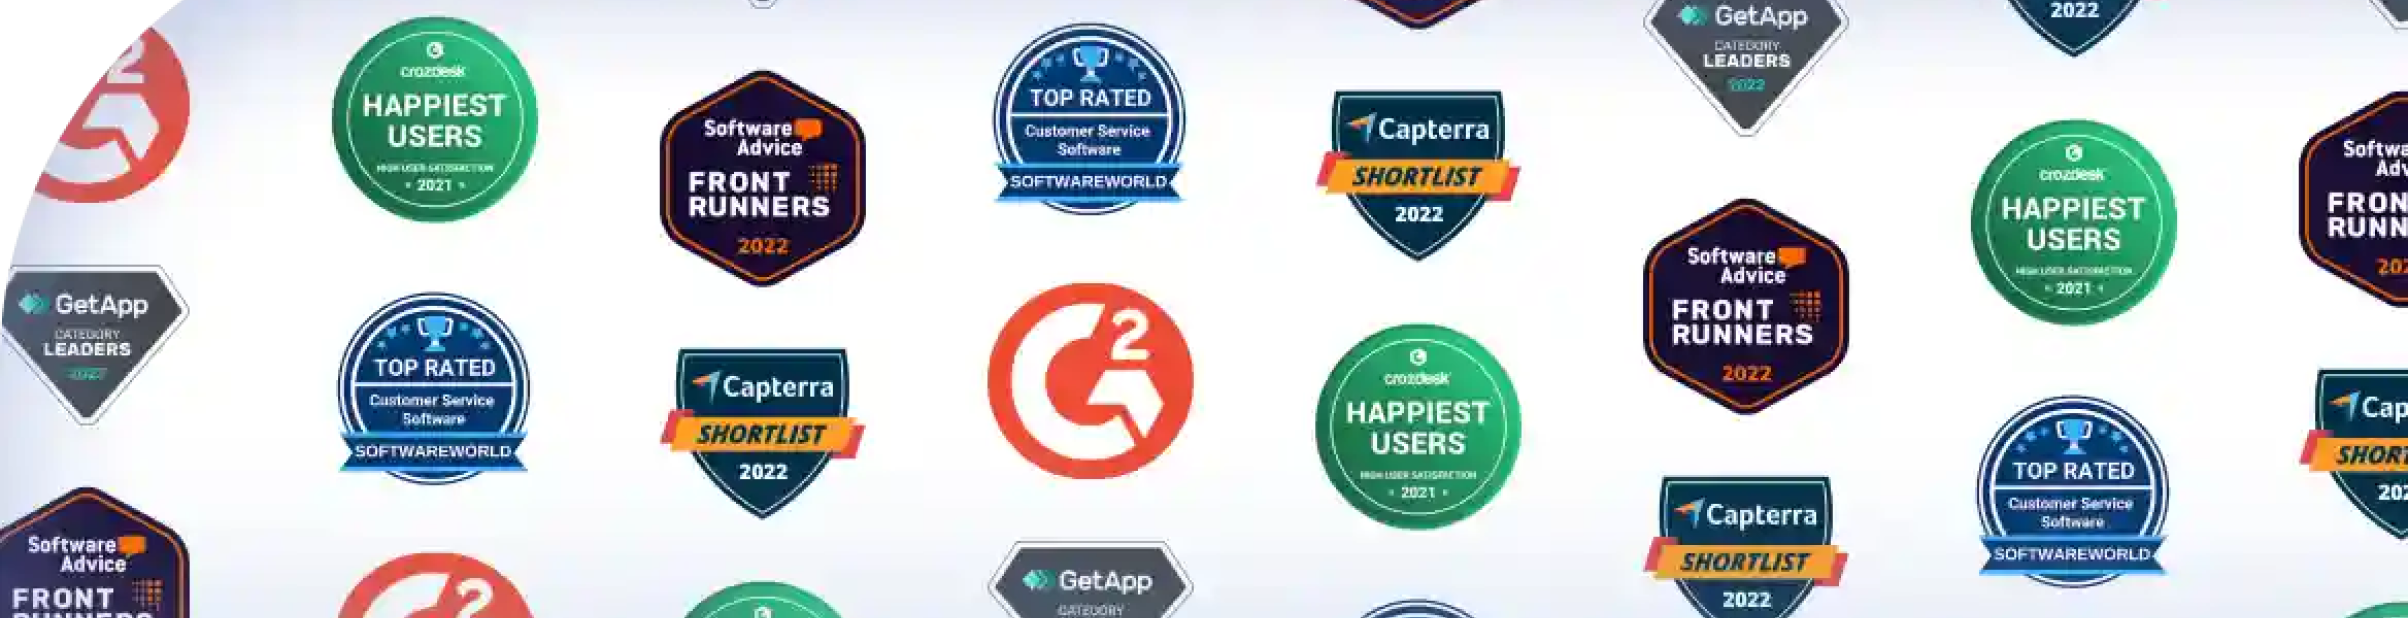 2
crozdesk
HAPPIEST
USERS
HIGH USER SATISFACTION
• 2021 •
Software
Advice
FRONT
RUNNERS
2022
TOP RATED
Customer Service
Software
SOFTWAREWORLD
Capterra
SHORTLIST
2022
GetApp
CATEGORY
LEADERS
2022
2022
crozdesk
HAPPIEST
USERS
HIGH USER SATISFACTION
• 2021 •
Softwa
Adv
FRON
RUNN
202
GetApp
CATEGORY
LEADERS
2022
TOP RATED
Customer Service
Software
SOFTWAREWORLD
Capterra
SHORTLIST
2022
G2
crozdesk
HAPPIEST
USERS
HIGH USER SATISFACTION
• 2021 •
Software
Advice
FRONT
RUNNERS
2022
TOP RATED
Customer Service
Software
SOFTWAREWORLD
Cap
SHORT
202
Software
Advice
FRONT
RUNNERS
2
GetApp
CATEGORY
Capterra
SHORTLIST
2022